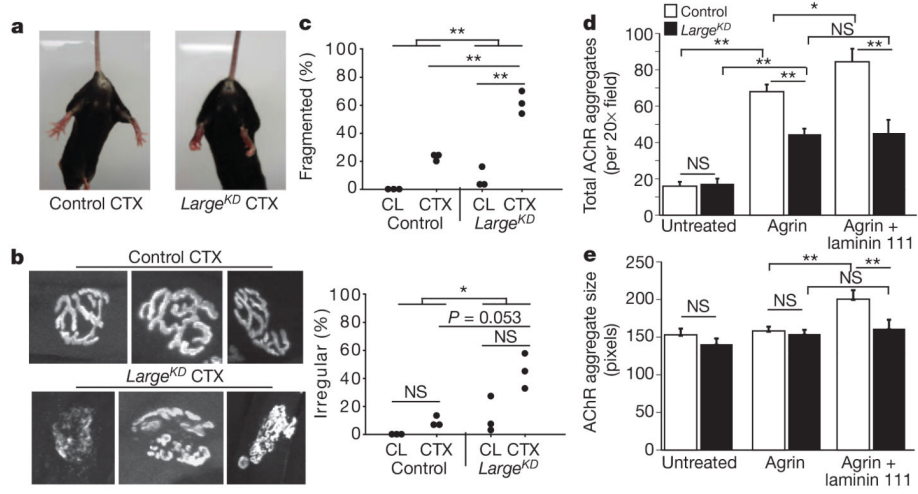 a
Control CTX
Large^KD CTX
b
Control CTX
Large^KD CTX
c
Fragmented (%)
100
80
60
40
20
0
**
**
**
CL CTX CL CTX
Control Large^KD
Irregular (%)
100
80
60
40
20
0
*
P = 0.053
NS
NS
CL CTX CL CTX
Control Large^KD
d
Control
Large^KD
Total AChR aggregates
(per 20× field)
100
80
60
40
20
0
*
** NS
** **
**
NS
Untreated Agrin Agrin +
laminin 111
e
AChR aggregate size
(pixels)
250
200
150
100
50
0
** **
NS
NS NS
Untreated Agrin Agrin +
laminin 111